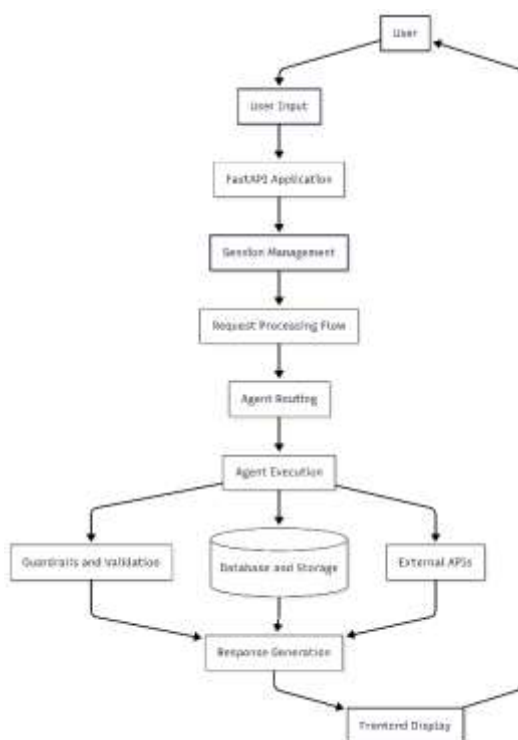 User
User Input
FastAPI Application
Session Management
Request Processing Flow
Agent Routing
Agent Execution
Guardrails and Validation
Database and Storage
External APIs
Response Generation
Frontend Display